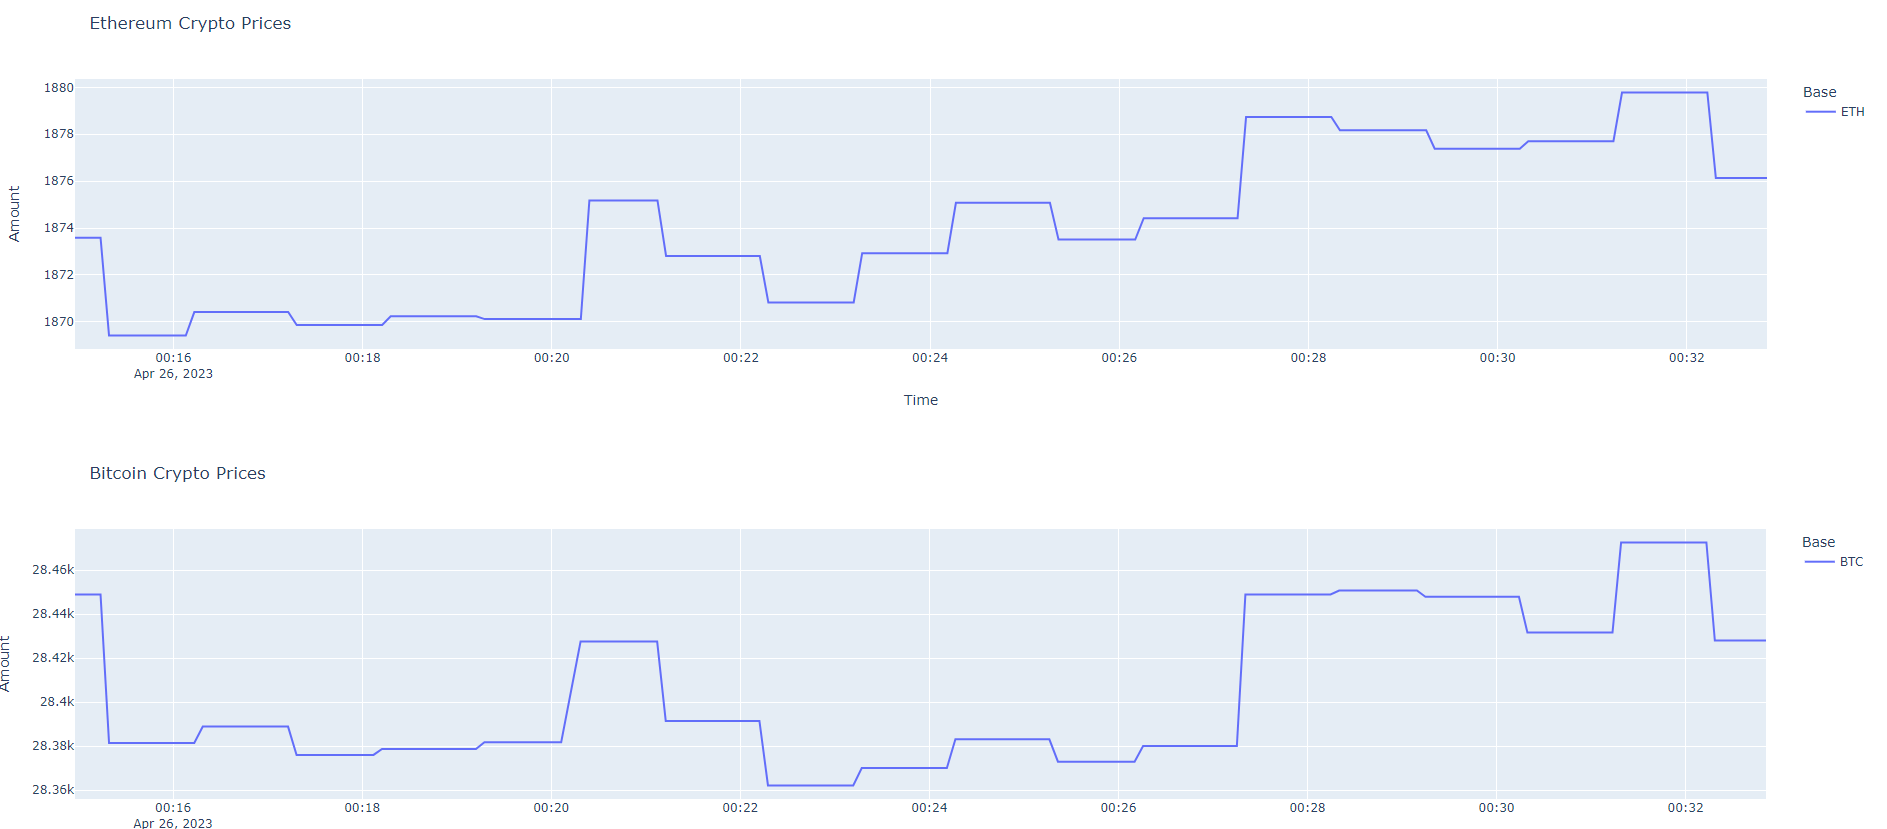 Ethereum Crypto Prices
Base
ETH
1880
1878
1876
1874
1872
1870
Amount
00:16 00:18 00:20 00:22 00:24 00:26 00:28 00:30 00:32
Apr 26, 2023
Time
Bitcoin Crypto Prices
Base
BTC
28.46k
28.44k
28.42k
28.4k
28.38k
28.36k
Amount
00:16 00:18 00:20 00:22 00:24 00:26 00:28 00:30 00:32
Apr 26, 2023